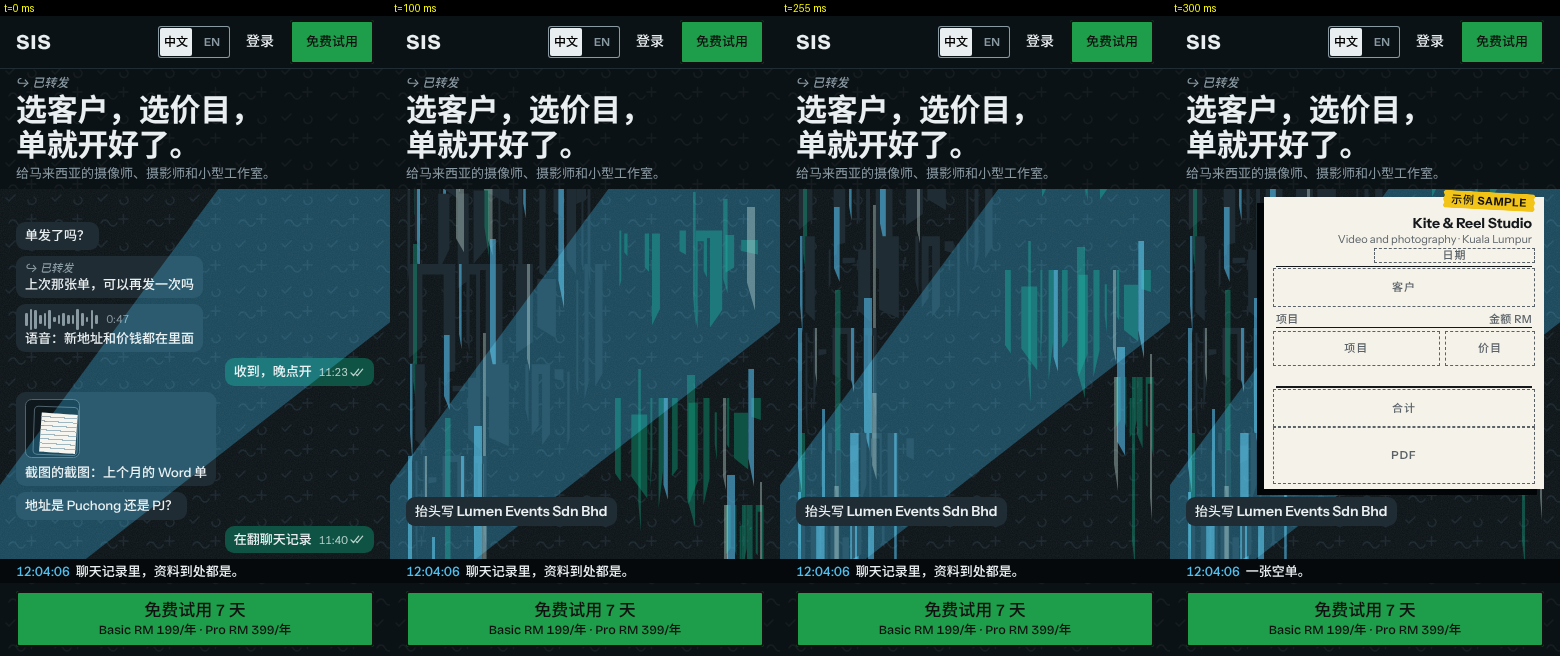 t=0 ms
SIS
中文 EN
登录
免费试用
已转发
选客户，选价目，
单就开好了。
给马来西亚的摄像师、摄影师和小型工作室。
单发了吗？
已转发
上次那张单，可以再发一次吗
0:47
语音：新地址和价钱都在里面
收到，晚点开 11:23
截图的截图：上个月的 Word 单
地址是 Puchong 还是 PJ？
在翻聊天记录 11:40
12:04:06 聊天记录里，资料到处都是。
免费试用 7 天
Basic RM 199/年 · Pro RM 399/年
t=100 ms
SIS
中文 EN
登录
免费试用
已转发
选客户，选价目，
单就开好了。
给马来西亚的摄像师、摄影师和小型工作室。
抬头写 Lumen Events Sdn Bhd
12:04:06 聊天记录里，资料到处都是。
免费试用 7 天
Basic RM 199/年 · Pro RM 399/年
t=255 ms
SIS
中文 EN
登录
免费试用
已转发
选客户，选价目，
单就开好了。
给马来西亚的摄像师、摄影师和小型工作室。
抬头写 Lumen Events Sdn Bhd
12:04:06 聊天记录里，资料到处都是。
免费试用 7 天
Basic RM 199/年 · Pro RM 399/年
t=300 ms
SIS
中文 EN
登录
免费试用
已转发
选客户，选价目，
单就开好了。
给马来西亚的摄像师、摄影师和小型工作室。
示例 SAMPLE
Kite & Reel Studio
Video and photography · Kuala Lumpur
日期
客户
项目 金额 RM
项目 价目
合计
PDF
抬头写 Lumen Events Sdn Bhd
12:04:06 一张空单。
免费试用 7 天
Basic RM 199/年 · Pro RM 399/年